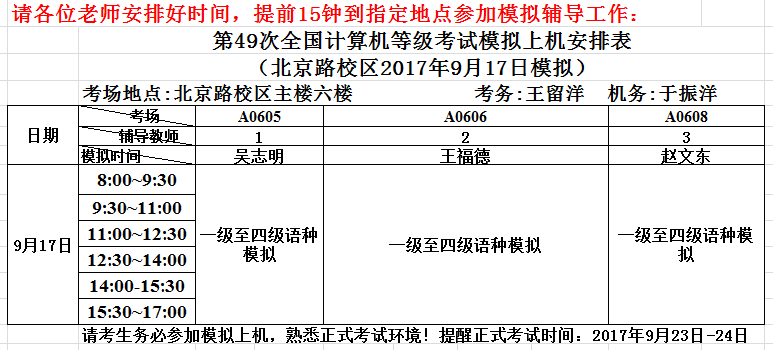 请各位老师安排好时间，提前15钟到指定地点参加模拟辅导工作：
第49次全国计算机等级考试模拟上机安排表
（北京路校区2017年9月17日模拟）
考场地点:北京路校区主楼六楼 考务:王留洋 机务:于振洋
日期 考场 A0605 A0606 A0608
辅导教师 1 2 3
模拟时间 吴志明 王福德 赵文东
9月17日
8:00~9:30
9:30~11:00
11:00~12:30
12:30~14:00
14:00-15:30
15:30~17:00
一级至四级语种
模拟
一级至四级语种模拟
一级至四级语种模
拟
请考生务必参加模拟上机，熟悉正式考试环境！提醒正式考试时间：2017年9月23日-24日